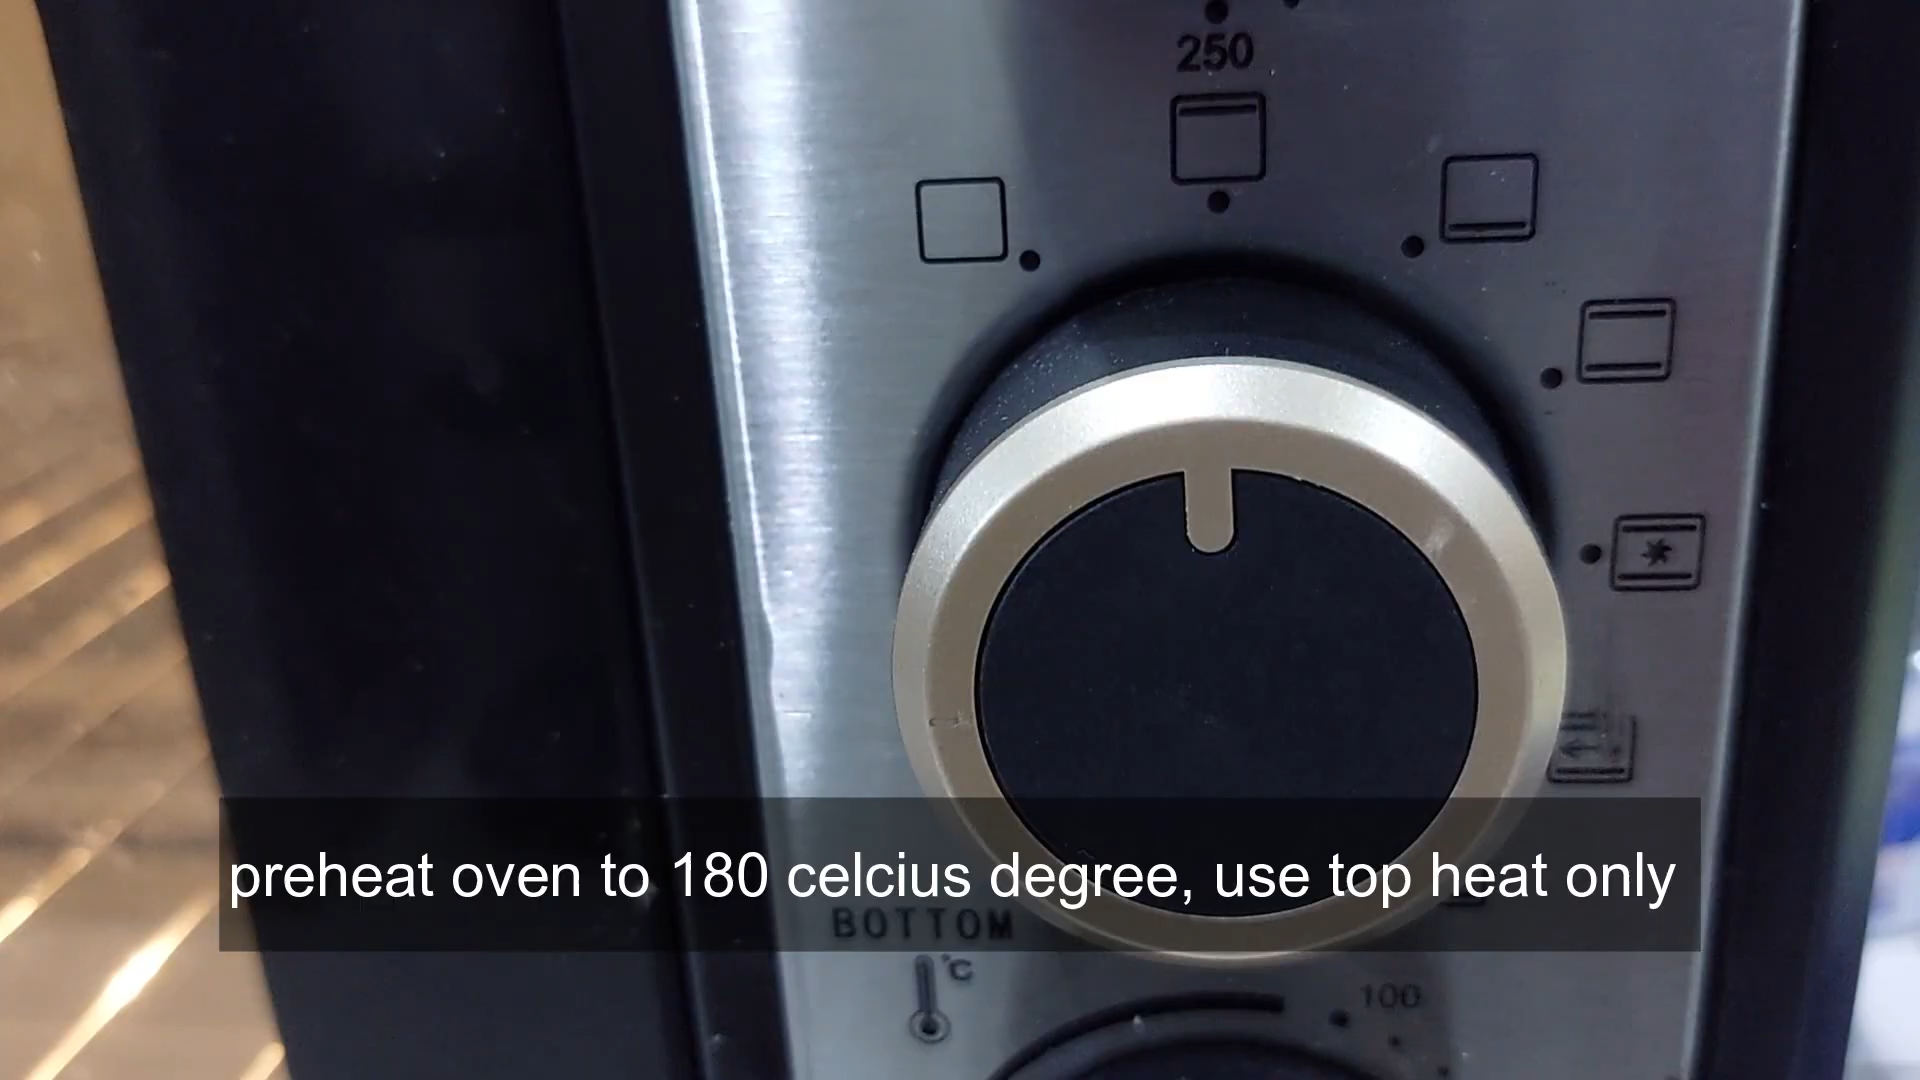 250
preheat oven to 180 celcius degree, use top heat only
BOTTOM
°C
100